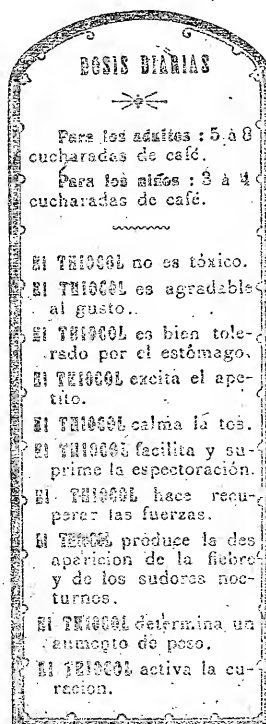 DOSIS DIARIAS
Para los adultos : 5 à 8
cucharadas de café.
Para los niños : 3 à 4
cucharadas de café.
El THIOCOL no es tóxico.
El THIOCOL es agradable
al gusto..
El THIOCOL es bien tole-
rado por el estómago.
El THIOCOL excita el ape-
tito.
El THIOCOL calma la tos.
El THIOCOL facilita y su-
prime la espectoración.
El THIOCOL hace recu-
perar las fuerzas.
El THIOCOL produce la des
aparicion de la fiebre
y de los sudores noc-
turnos.
El THIOCOL determina un
aumento de peso.
El THIOCOL activa la cu-
racion.